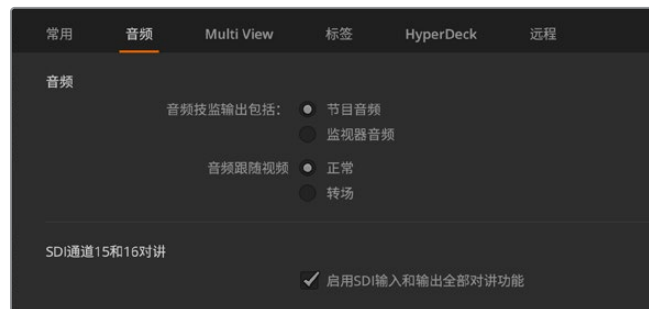 常用 音频 Multi View 标签 HyperDeck 远程
音频
音频技监输出包括： 节目音频
监视器音频
音频跟随视频 正常
转场
SDI通道15和16对讲
启用SDI输入和输出全部对讲功能